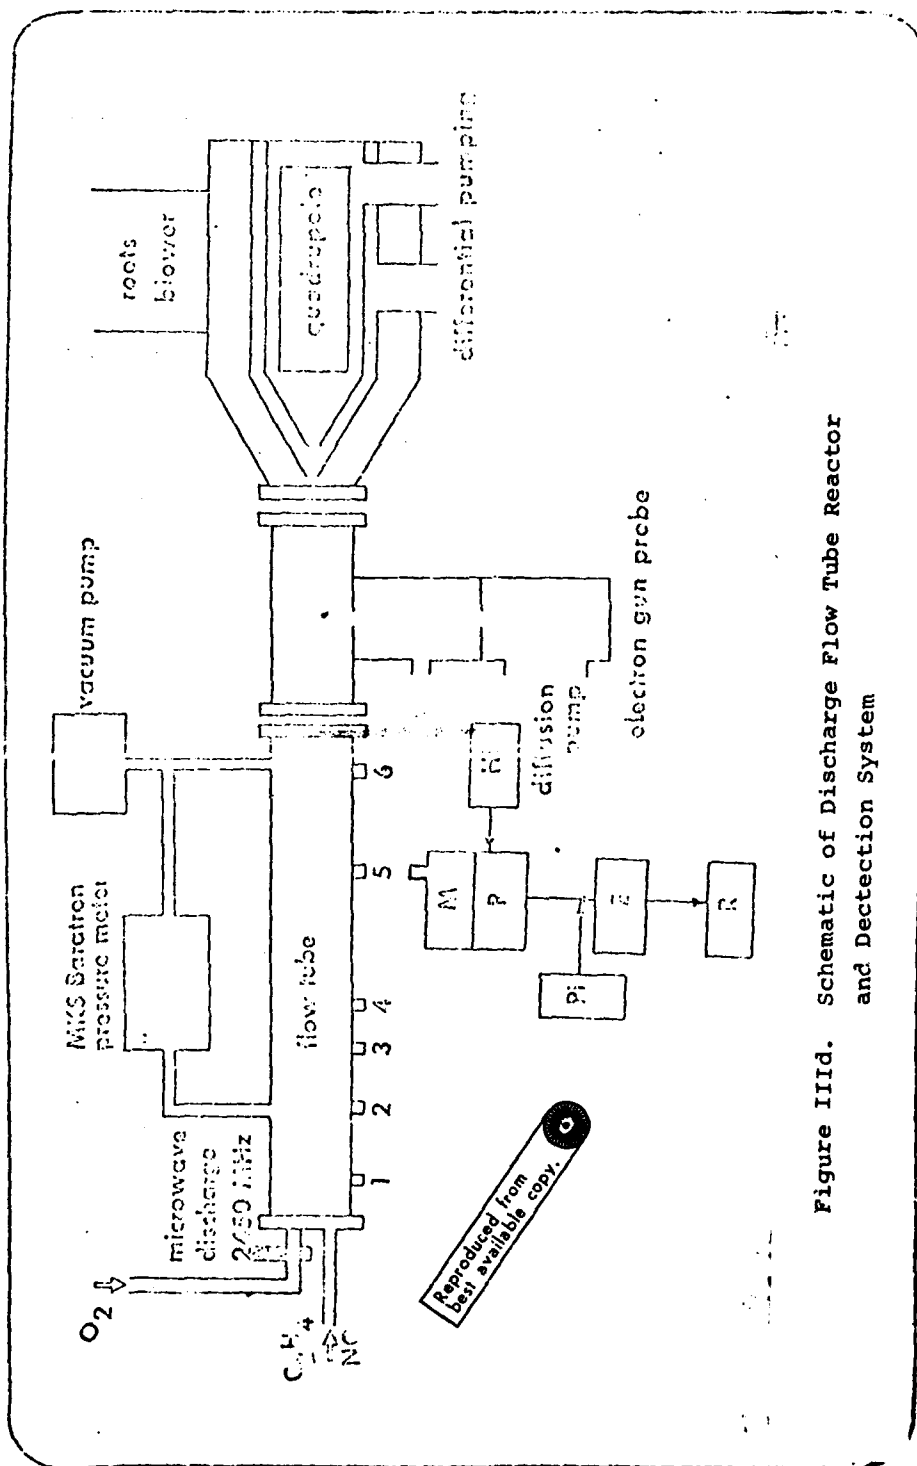 O2
microwave
discharge
2450 MHz
MKS Baratron
pressure meter
vacuum pump
roots
blower
quadrupole
differential pumping
flow tube
1
2
3
4
5
6
M
P
R
diffusion
pump
electron gun probe
Reproduced from
best available copy.
Figure IIId. Schematic of Discharge Flow Tube Reactor
and Dectection System